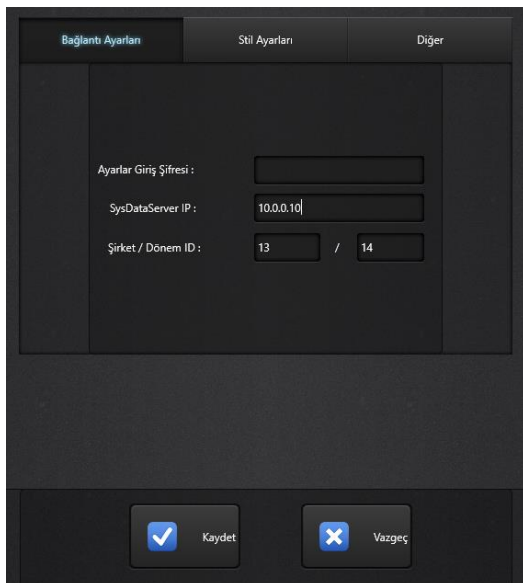 Bağlantı Ayarları Stil Ayarları Diğer
Ayarlar Giriş Şifresi :
SysDataServer IP : 10.0.0.10
Şirket / Dönem ID : 13 / 14
Kaydet Vazgeç